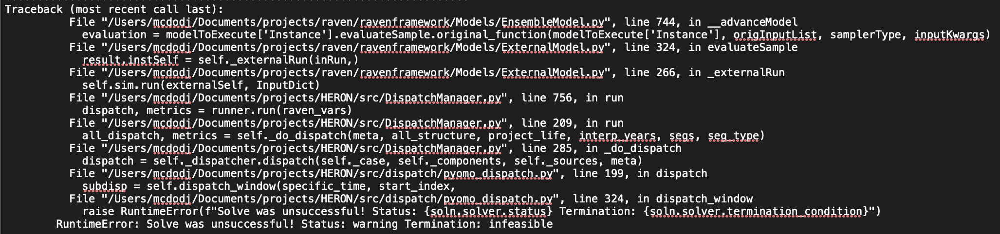 Traceback (most recent call last):
File "/Users/mcdodj/Documents/projects/raven/ravenframework/Models/EnsembleModel.py", line 744, in __advanceModel
evaluation = modelToExecute['Instance'].evaluateSample.original_function(modelToExecute['Instance'], origInputList, samplerType, inputKwargs)
File "/Users/mcdodj/Documents/projects/raven/ravenframework/Models/ExternalModel.py", line 324, in evaluateSample
result,instSelf = self._externalRun(inRun,)
File "/Users/mcdodj/Documents/projects/raven/ravenframework/Models/ExternalModel.py", line 266, in _externalRun
self.sim.run(externalSelf, InputDict)
File "/Users/mcdodj/Documents/projects/HERON/src/DispatchManager.py", line 756, in run
dispatch, metrics = runner.run(raven_vars)
File "/Users/mcdodj/Documents/projects/HERON/src/DispatchManager.py", line 209, in run
all_dispatch, metrics = self._do_dispatch(meta, all_structure, project_life, interp_years, segs, seg_type)
File "/Users/mcdodj/Documents/projects/HERON/src/DispatchManager.py", line 285, in _do_dispatch
dispatch = self._dispatcher.dispatch(self._case, self._components, self._sources, meta)
File "/Users/mcdodj/Documents/projects/HERON/src/dispatch/pyomo_dispatch.py", line 199, in dispatch
subdisp = self.dispatch_window(specific_time, start_index,
File "/Users/mcdodj/Documents/projects/HERON/src/dispatch/pyomo_dispatch.py", line 324, in dispatch_window
raise RuntimeError(f"Solve was unsuccessful! Status: {soln.solver.status} Termination: {soln.solver.termination_condition}")
RuntimeError: Solve was unsuccessful! Status: warning Termination: infeasible